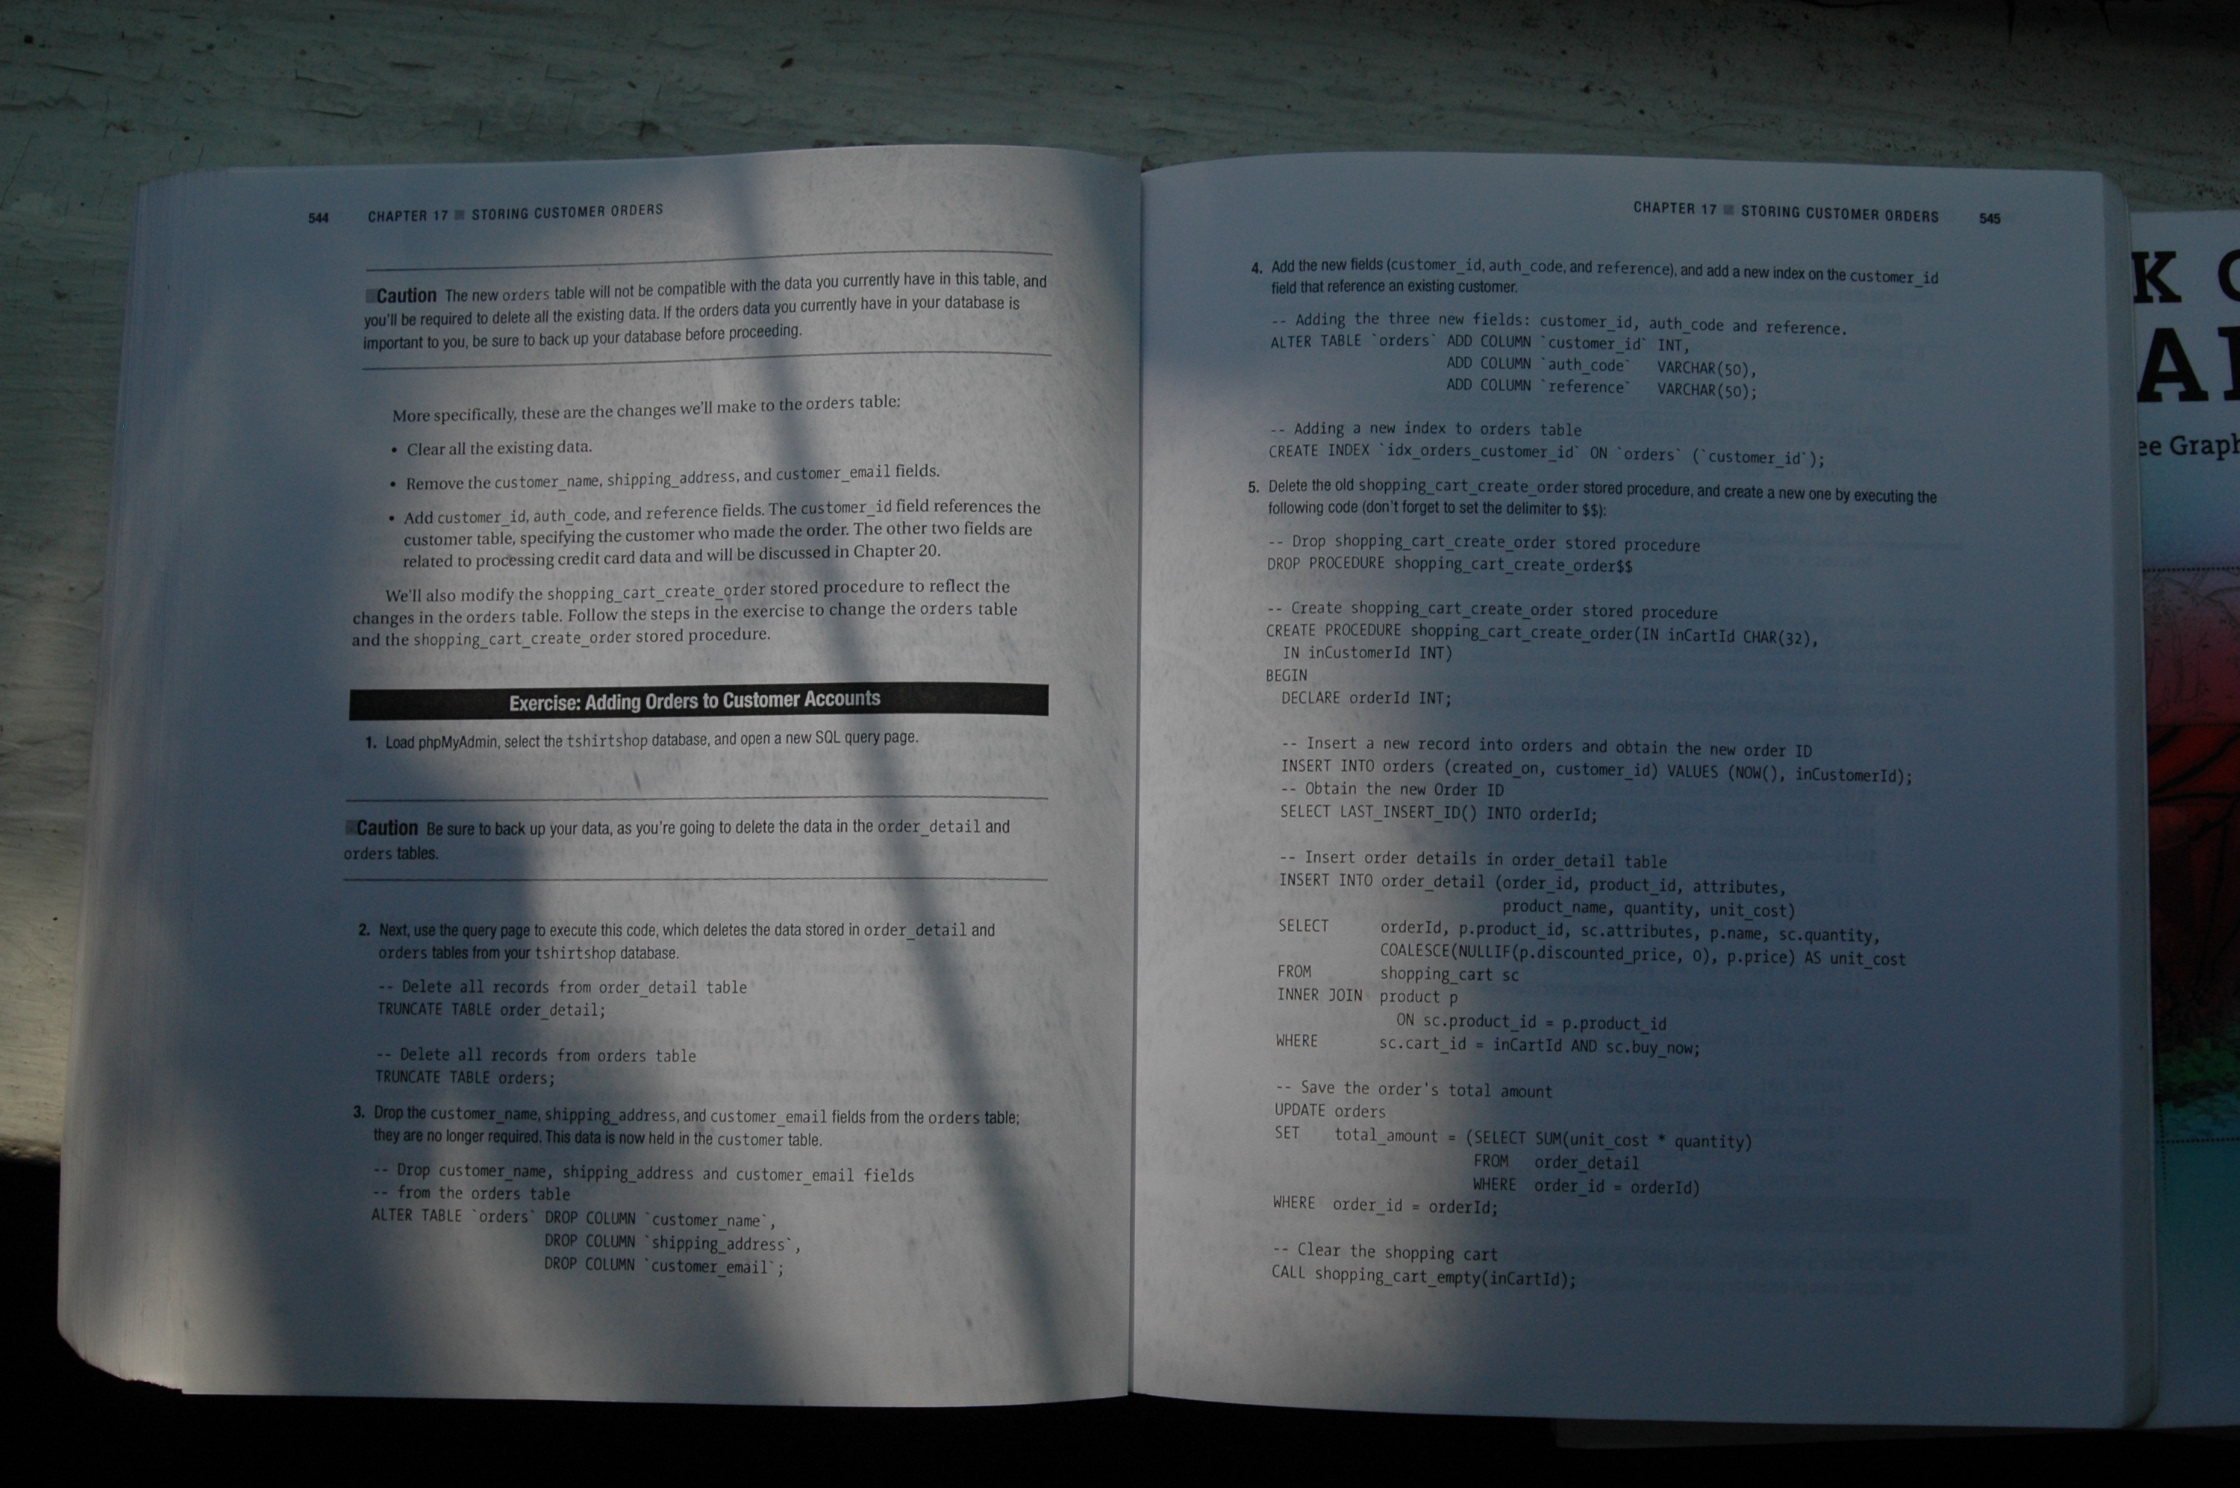 544 CHAPTER 17 ■ STORING CUSTOMER ORDERS
Caution The new orders table will not be compatible with the data you currently have in this table, and
you'll be required to delete all the existing data. If the orders data you currently have in your database is
important to you, be sure to back up your database before proceeding.
More specifically, these are the changes we'll make to the orders table:
• Clear all the existing data.
• Remove the customer_name, shipping_address, and customer_email fields.
• Add customer_id, auth_code, and reference fields. The customer_id field references the
customer table, specifying the customer who made the order. The other two fields are
related to processing credit card data and will be discussed in Chapter 20.
We'll also modify the shopping_cart_create_order stored procedure to reflect the
changes in the orders table. Follow the steps in the exercise to change the orders table
and the shopping_cart_create_order stored procedure.
Exercise: Adding Orders to Customer Accounts
1. Load phpMyAdmin, select the tshirtshop database, and open a new SQL query page.
Caution Be sure to back up your data, as you're going to delete the data in the order_detail and
orders tables.
2. Next, use the query page to execute this code, which deletes the data stored in order_detail and
orders tables from your tshirtshop database.
-- Delete all records from order_detail table
TRUNCATE TABLE order_detail;
-- Delete all records from orders table
TRUNCATE TABLE orders;
3. Drop the customer_name, shipping_address, and customer_email fields from the orders table;
they are no longer required. This data is now held in the customer table.
-- Drop customer_name, shipping_address and customer_email fields
-- from the orders table
ALTER TABLE `orders` DROP COLUMN `customer_name`,
DROP COLUMN `shipping_address`,
DROP COLUMN `customer_email`;
CHAPTER 17 ■ STORING CUSTOMER ORDERS 545
4. Add the new fields (customer_id, auth_code, and reference), and add a new index on the customer_id
field that reference an existing customer.
-- Adding the three new fields: customer_id, auth_code and reference.
ALTER TABLE `orders` ADD COLUMN `customer_id` INT,
ADD COLUMN `auth_code` VARCHAR(50),
ADD COLUMN `reference` VARCHAR(50);
-- Adding a new index to orders table
CREATE INDEX `idx_orders_customer_id` ON `orders` (`customer_id`);
5. Delete the old shopping_cart_create_order stored procedure, and create a new one by executing the
following code (don't forget to set the delimiter to $$):
-- Drop shopping_cart_create_order stored procedure
DROP PROCEDURE shopping_cart_create_order$$
-- Create shopping_cart_create_order stored procedure
CREATE PROCEDURE shopping_cart_create_order(IN inCartId CHAR(32),
IN inCustomerId INT)
BEGIN
DECLARE orderId INT;
-- Insert a new record into orders and obtain the new order ID
INSERT INTO orders (created_on, customer_id) VALUES (NOW(), inCustomerId);
-- Obtain the new Order ID
SELECT LAST_INSERT_ID() INTO orderId;
-- Insert order details in order_detail table
INSERT INTO order_detail (order_id, product_id, attributes,
product_name, quantity, unit_cost)
SELECT orderId, p.product_id, sc.attributes, p.name, sc.quantity,
COALESCE(NULLIF(p.discounted_price, 0), p.price) AS unit_cost
FROM shopping_cart sc
INNER JOIN product p
ON sc.product_id = p.product_id
WHERE sc.cart_id = inCartId AND sc.buy_now;
-- Save the order's total amount
UPDATE orders
SET total_amount = (SELECT SUM(unit_cost * quantity)
FROM order_detail
WHERE order_id = orderId)
WHERE order_id = orderId;
-- Clear the shopping cart
CALL shopping_cart_empty(inCartId);